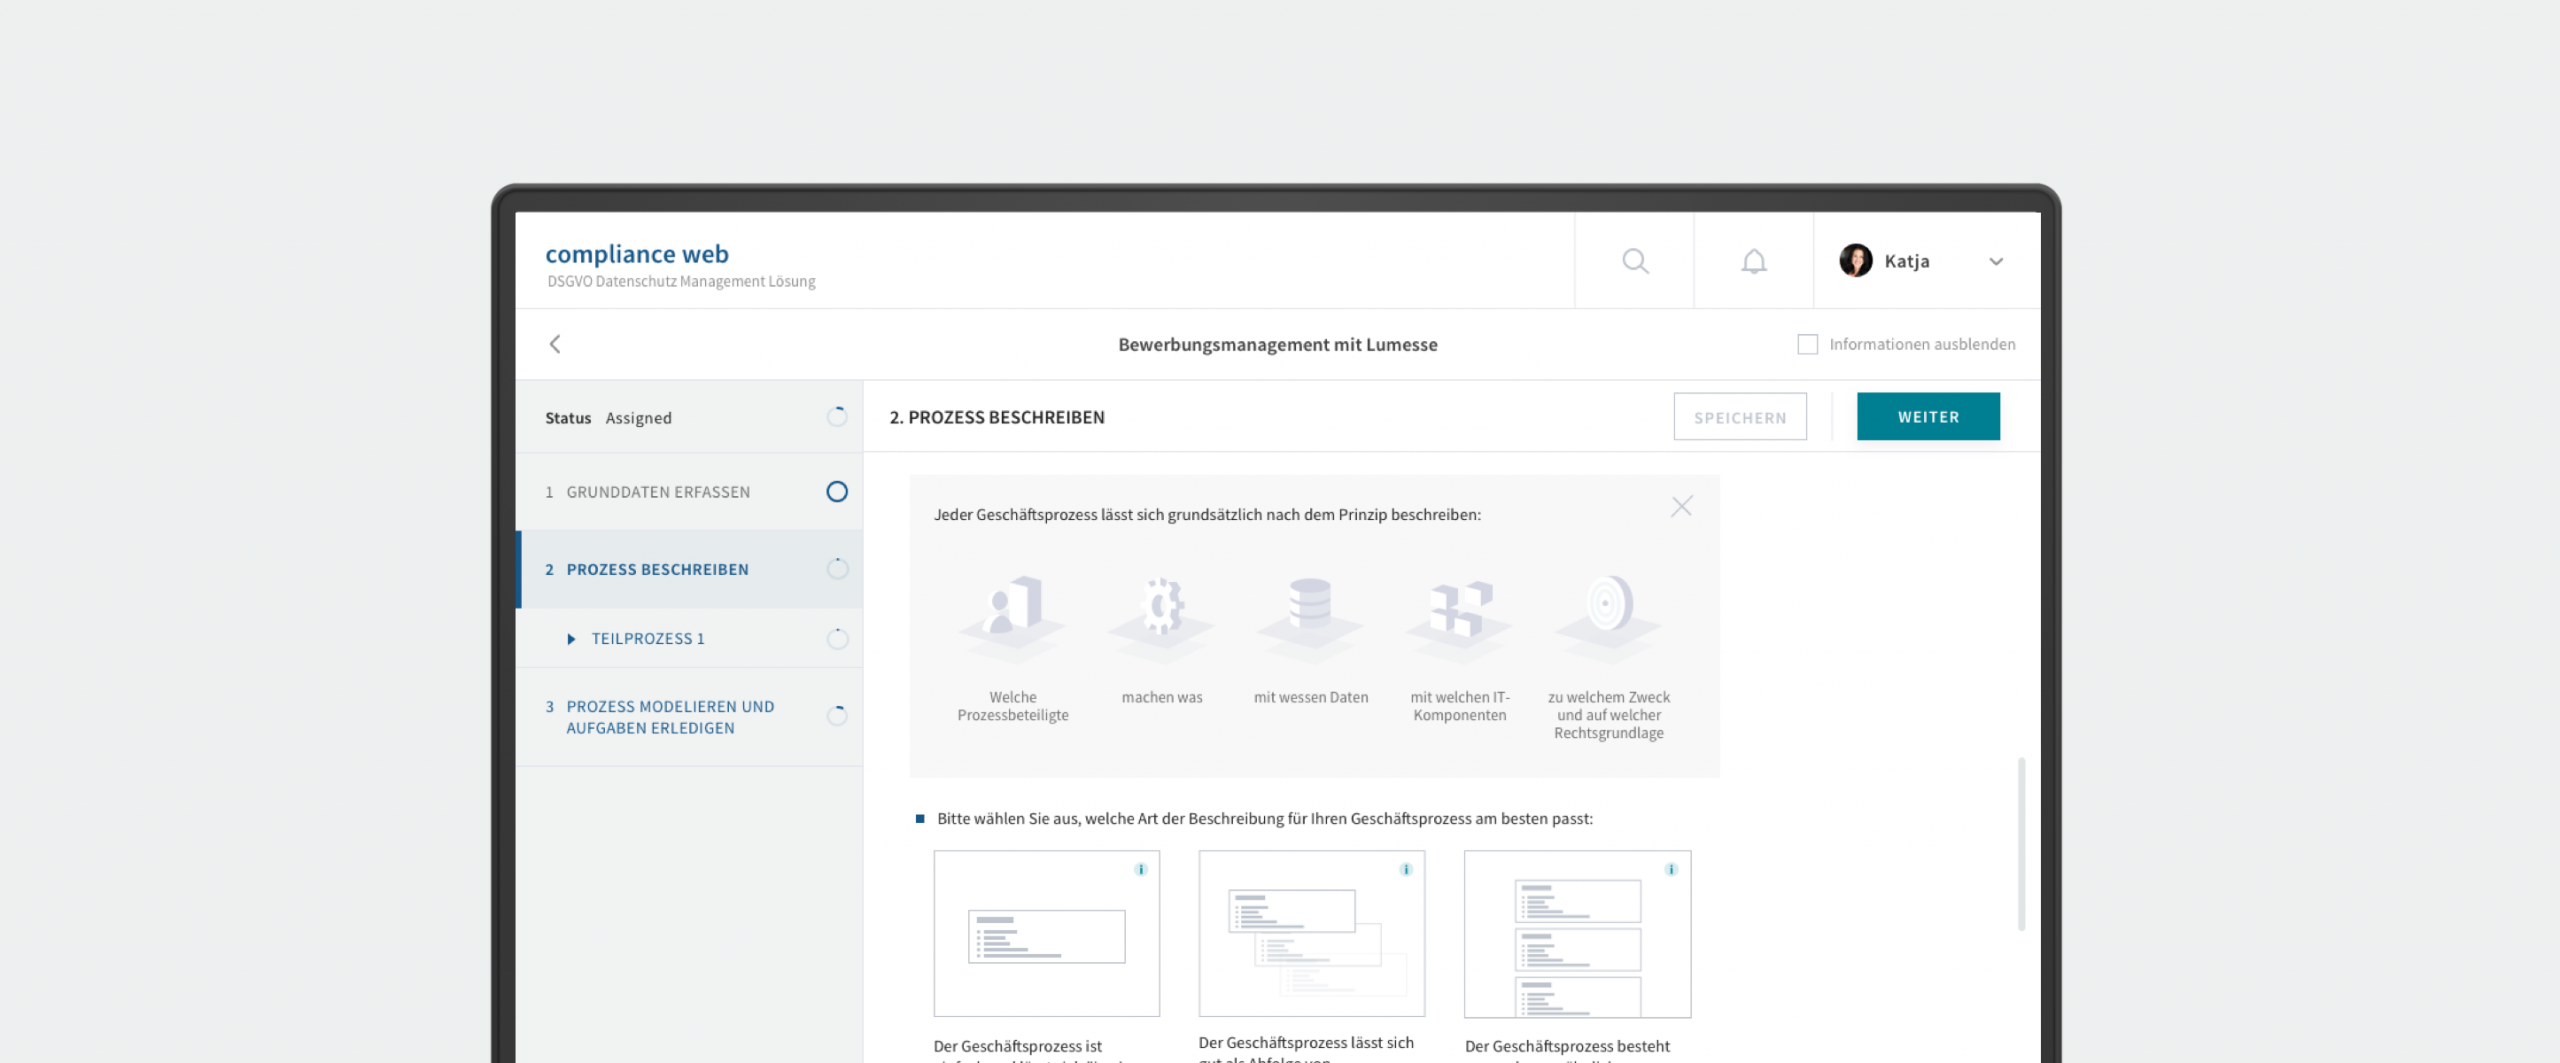 compliance web
DSGVO Datenschutz Management Lösung
Katja
Bewerbungsmanagement mit Lumesse
Informationen ausblenden
Status Assigned
2. PROZESS BESCHREIBEN
SPEICHERN
WEITER
1 GRUNDDATEN ERFASSEN
2 PROZESS BESCHREIBEN
TEILPROZESS 1
3 PROZESS MODELIEREN UND
AUFGABEN ERLEDIGEN
Jeder Geschäftsprozess lässt sich grundsätzlich nach dem Prinzip beschreiben:
Welche
Prozessbeteiligte
machen was
mit wessen Daten
mit welchen IT-
Komponenten
zu welchem Zweck
und auf welcher
Rechtsgrundlage
Bitte wählen Sie aus, welche Art der Beschreibung für Ihren Geschäftsprozess am besten passt:
i
i
i
Der Geschäftsprozess ist
Der Geschäftsprozess lässt sich
Der Geschäftsprozess besteht